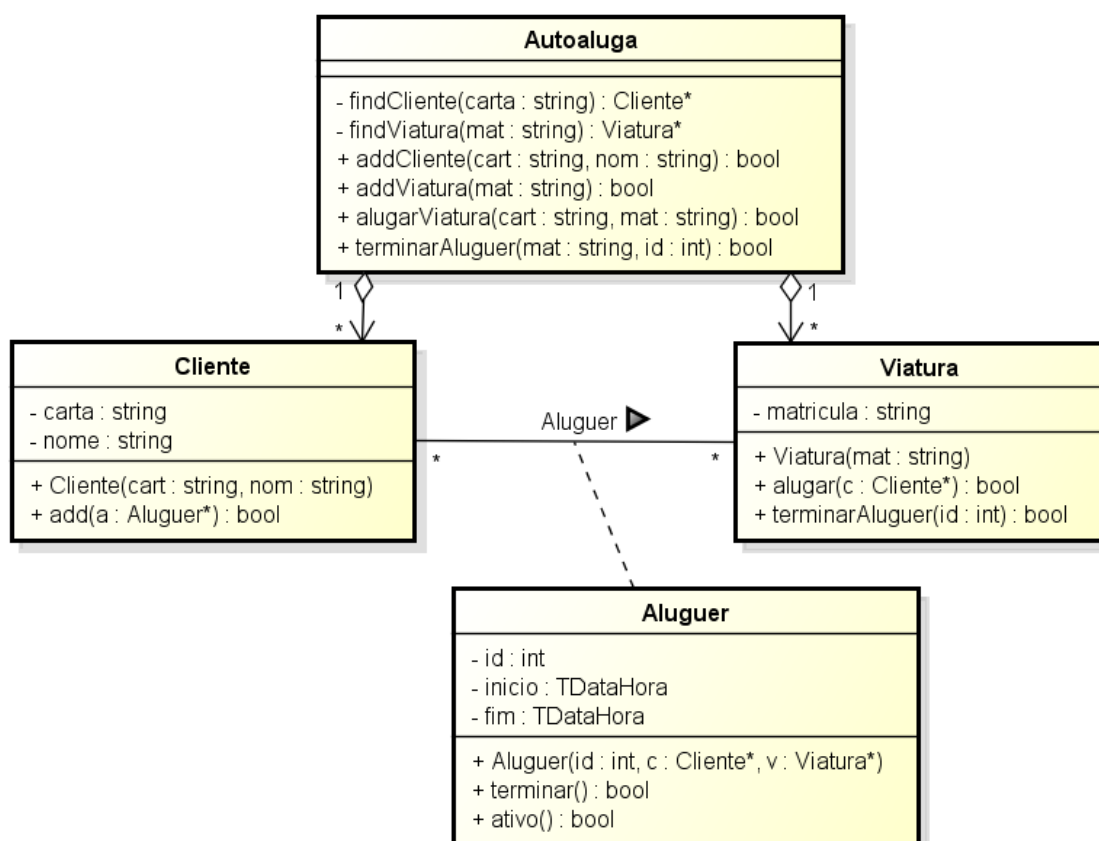 Autoaluga
- findCliente(carta : string) : Cliente*
- findViatura(mat : string) : Viatura*
+ addCliente(cart : string, nom : string) : bool
+ addViatura(mat : string) : bool
+ alugarViatura(cart : string, mat : string) : bool
+ terminarAluguer(mat : string, id : int) : bool
1
1
*
*
Cliente
- carta : string
- nome : string
+ Cliente(cart : string, nom : string)
+ add(a : Aluguer*) : bool
Aluguer
*
*
Viatura
- matricula : string
+ Viatura(mat : string)
+ alugar(c : Cliente*) : bool
+ terminarAluguer(id : int) : bool
Aluguer
- id : int
- inicio : TDataHora
- fim : TDataHora
+ Aluguer(id : int, c : Cliente*, v : Viatura*)
+ terminar() : bool
+ ativo() : bool